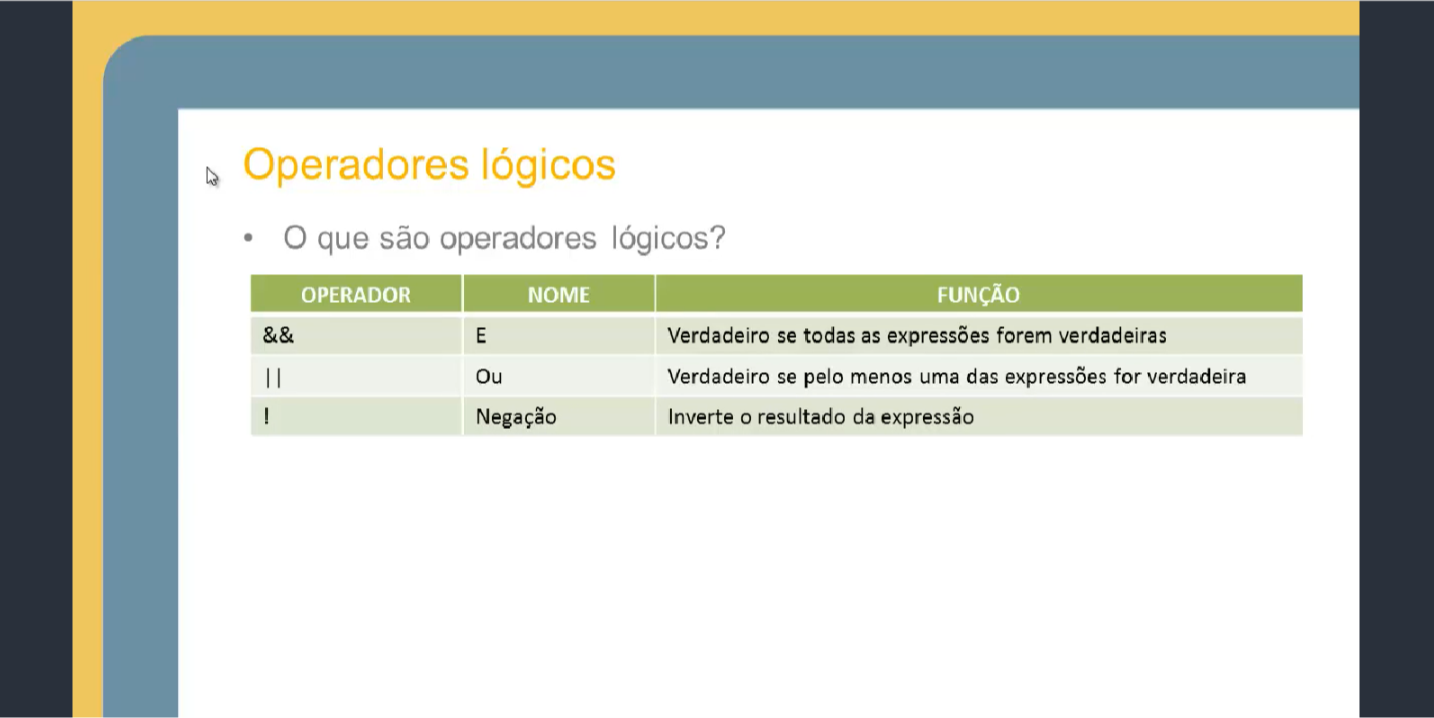 Operadores lógicos
• O que são operadores lógicos?
OPERADOR NOME FUNÇÃO
&& E Verdadeiro se todas as expressões forem verdadeiras
|| Ou Verdadeiro se pelo menos uma das expressões for verdadeira
! Negação Inverte o resultado da expressão